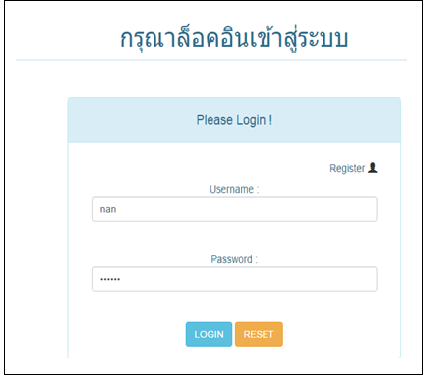 กรุณาล็อคอินเข้าสู่ระบบ
Please Login !
Register
Username :
nan
Password :
••••••
LOGIN RESET